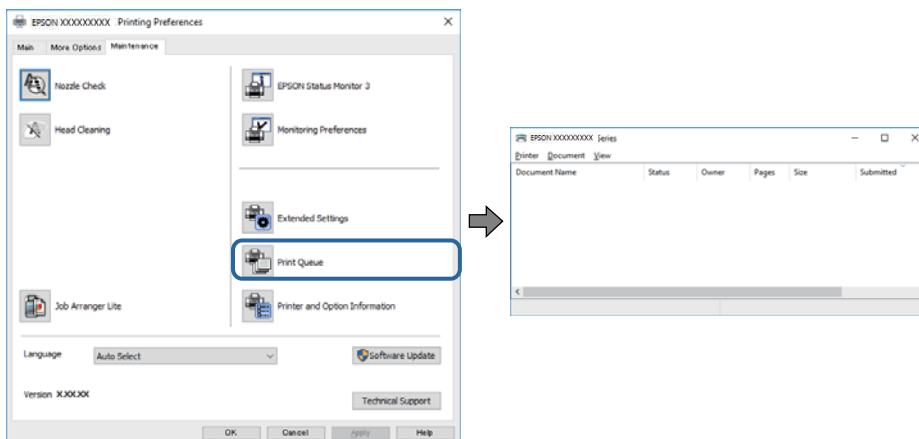 EPSON XXXXXXXXX Printing Preferences
Main More Options Maintenance
Nozzle Check
Head Cleaning
Job Arranger Lite
EPSON Status Monitor 3
Monitoring Preferences
Extended Settings
Print Queue
Printer and Option Information
Language Auto Select Software Update
Version X.XX.XX
Technical Support
OK Cancel Apply Help
EPSON XXXXXXXXX Series
Printer Document View
Document Name Status Owner Pages Size Submitted